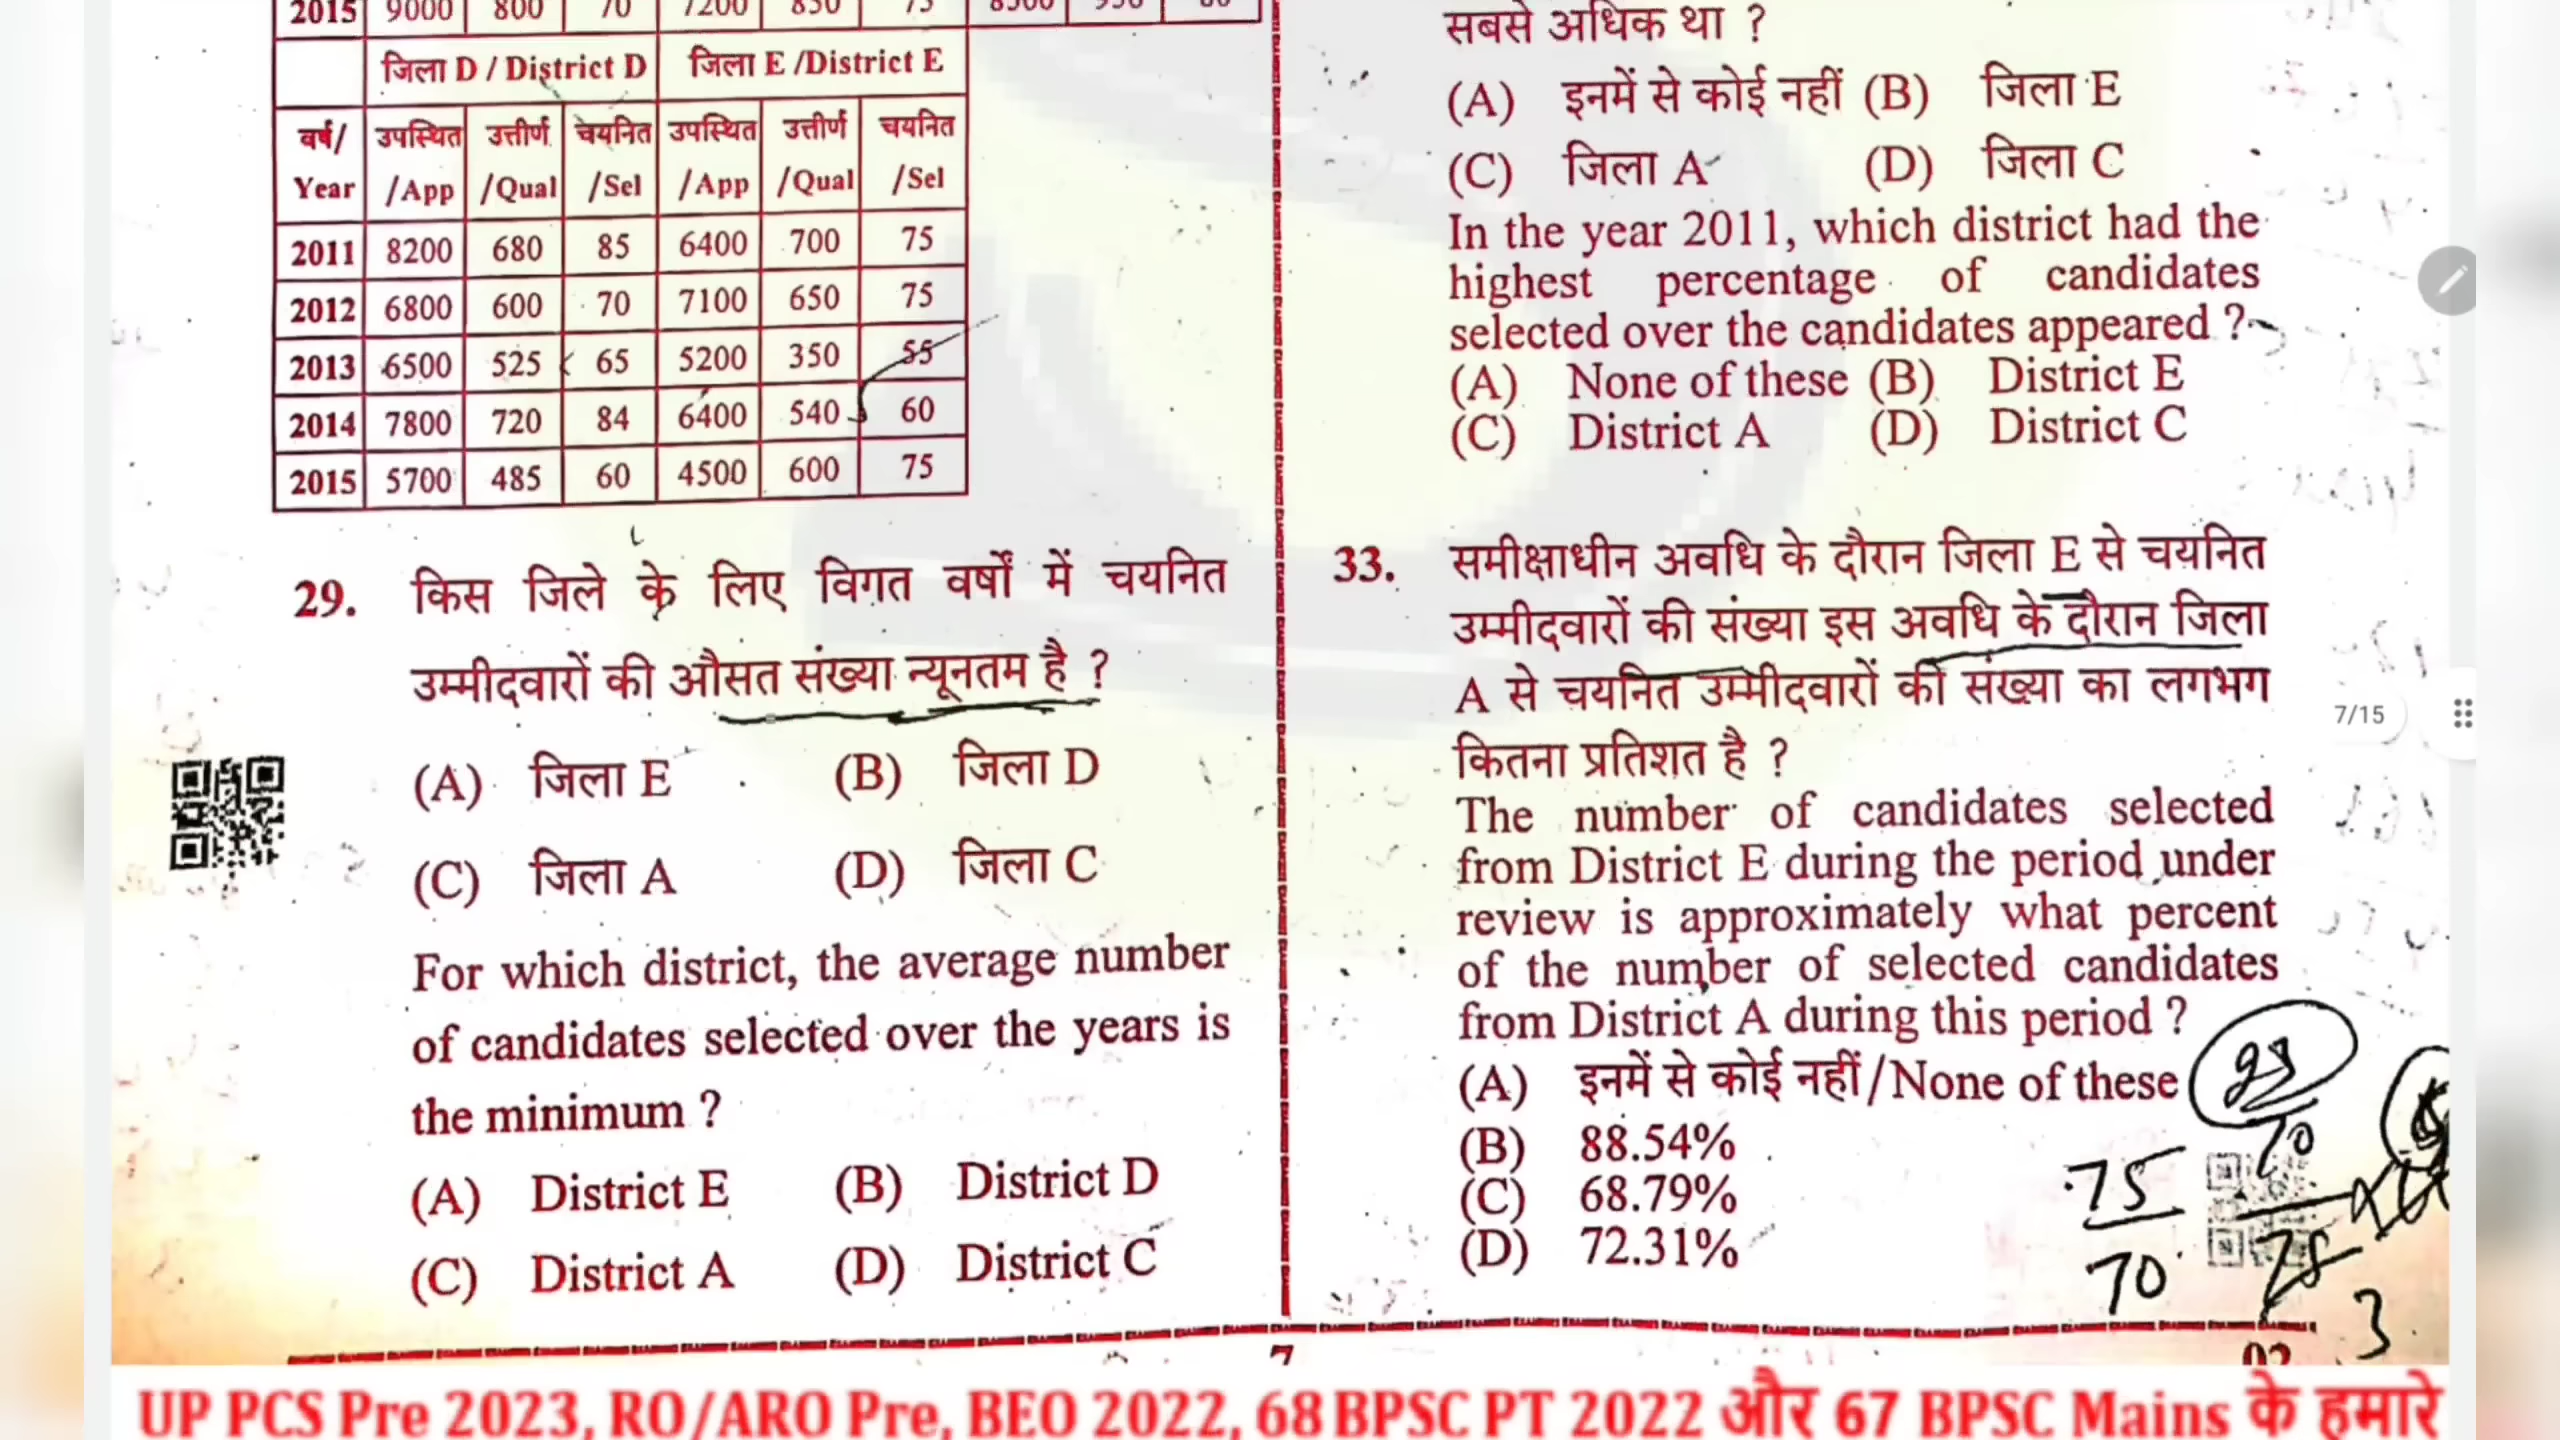 2015 9000 800 70 7200 850 75 8500 950 80
जिला D / District D जिला E /District E
वर्ष/ उपस्थित उत्तीर्ण चयनित उपस्थित उत्तीर्ण चयनित
Year /App /Qual /Sel /App /Qual /Sel
2011 8200 680 85 6400 700 75
2012 6800 600 70 7100 650 75
2013 6500 525 65 5200 350 55
2014 7800 720 84 6400 540 60
2015 5700 485 60 4500 600 75
29. किस जिले के लिए विगत वर्षों में चयनित
उम्मीदवारों की औसत संख्या न्यूनतम है ?
(A) जिला E (B) जिला D
(C) जिला A (D) जिला C
For which district, the average number
of candidates selected over the years is
the minimum ?
(A) District E (B) District D
(C) District A (D) District C
सबसे अधिक था ?
(A) इनमें से कोई नहीं (B) जिला E
(C) जिला A (D) जिला C
In the year 2011, which district had the
highest percentage of candidates
selected over the candidates appeared ?
(A) None of these (B) District E
(C) District A (D) District C
33. समीक्षाधीन अवधि के दौरान जिला E से चयनित
उम्मीदवारों की संख्या इस अवधि के दौरान जिला
A से चयनित उम्मीदवारों की संख्या का लगभग
कितना प्रतिशत है ?
The number of candidates selected
from District E during the period under
review is approximately what percent
of the number of selected candidates
from District A during this period ?
(A) इनमें से कोई नहीं/None of these
(B) 88.54%
(C) 68.79%
(D) 72.31%
75
70
70
3
7/15
7
UP PCS Pre 2023, RO/ARO Pre, BEO 2022, 68 BPSC PT 2022 और 67 BPSC Mains के हमारे